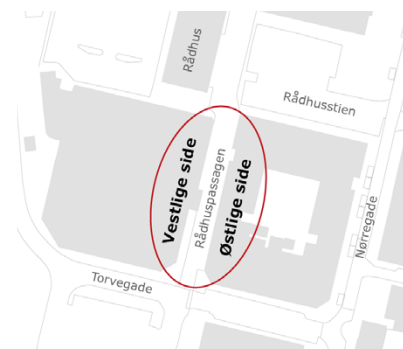 Rådhus
Rådhusstien
Vestlige side
Rådhuspassagen
Østlige side
Nørregade
Torvegade